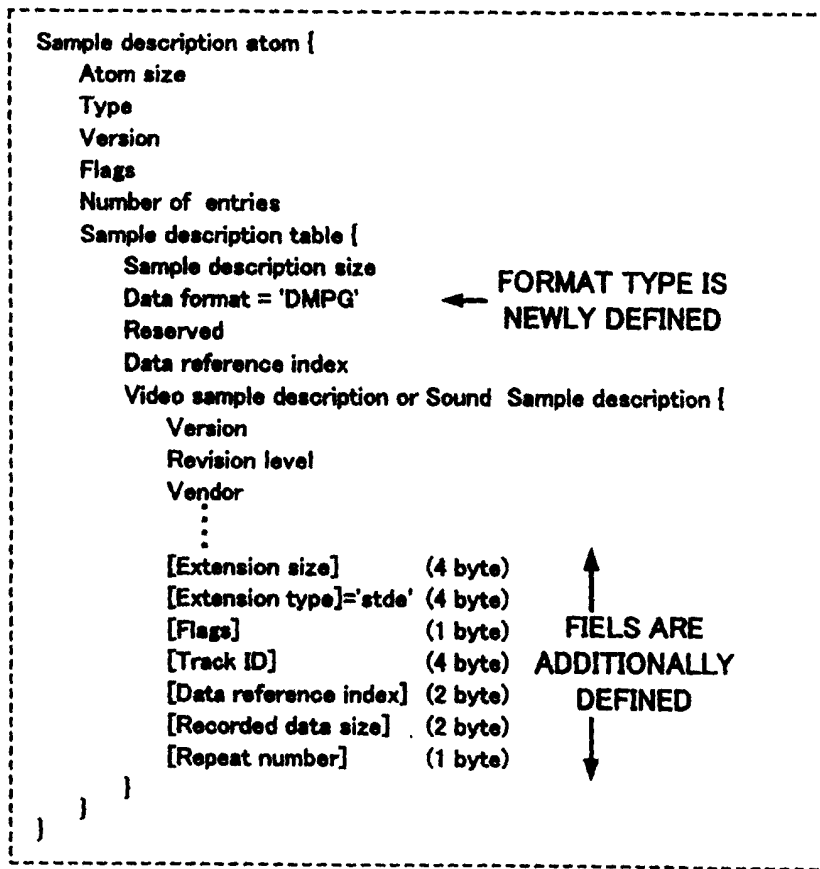 Sample description atom {
Atom size
Type
Version
Flags
Number of entries
Sample description table {
Sample description size
Data format = 'DMPG'
FORMAT TYPE IS
NEWLY DEFINED
Reserved
Data reference index
Video sample description or Sound Sample description {
Version
Revision level
Vendor
[Extension size] (4 byte)
[Extension type]='stde' (4 byte)
[Flags] (1 byte)
[Track ID] (4 byte)
[Data reference index] (2 byte)
[Recorded data size] (2 byte)
[Repeat number] (1 byte)
FIELS ARE
ADDITIONALLY
DEFINED
}
}
}